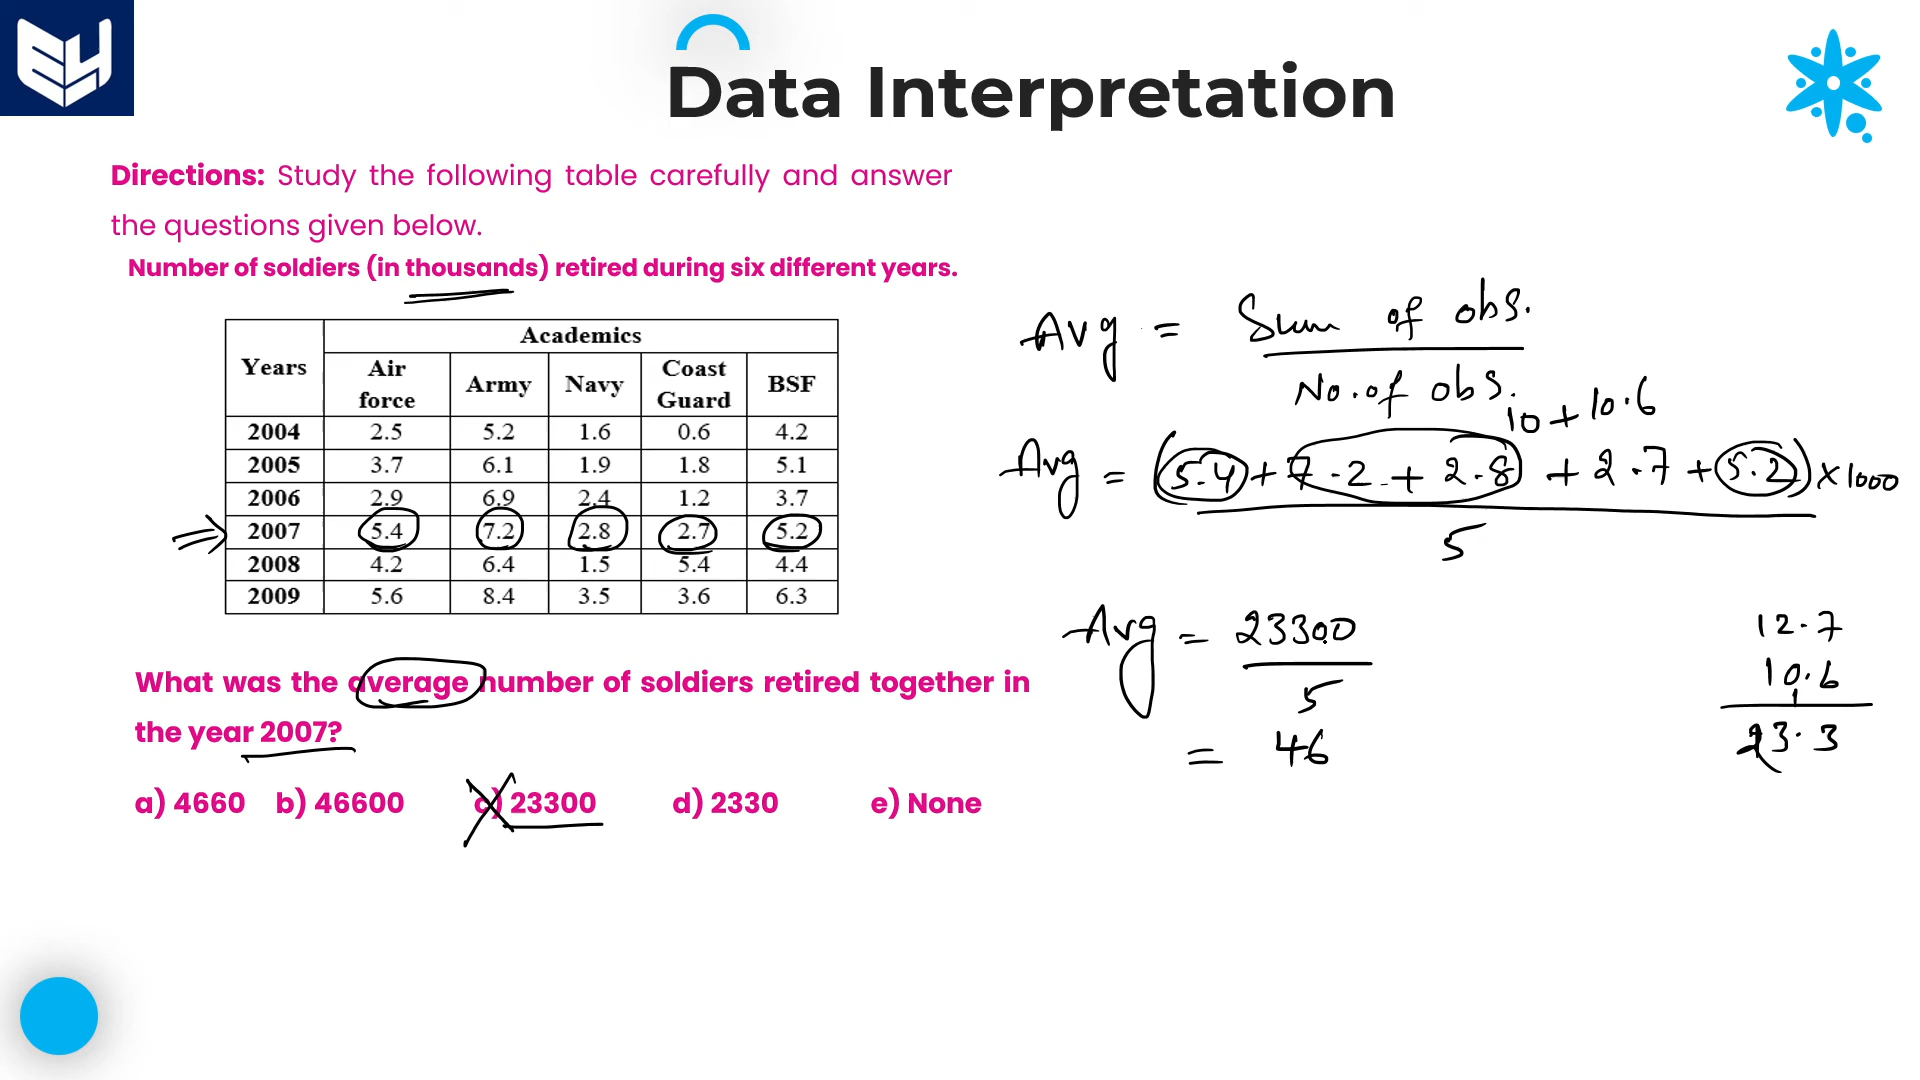 Data Interpretation
Directions: Study the following table carefully and answer
the questions given below.
Number of soldiers (in thousands) retired during six different years.
Years Academics
Air force Army Navy Coast Guard BSF
2004 2.5 5.2 1.6 0.6 4.2
2005 3.7 6.1 1.9 1.8 5.1
2006 2.9 6.9 2.4 1.2 3.7
2007 5.4 7.2 2.8 2.7 5.2
2008 4.2 6.4 1.5 5.4 4.4
2009 5.6 8.4 3.5 3.6 6.3
What was the average number of soldiers retired together in
the year 2007?
a) 4660 b) 46600 c) 23300 d) 2330 e) None
Avg = Sum of obs.
No. of obs.
10 + 10.6
Avg = (5.4 + 7.2 + 2.8 + 2.7 + 5.2) × 1000
5
Avg = 23300
5
= 46
12.7
10.6
1
23.3